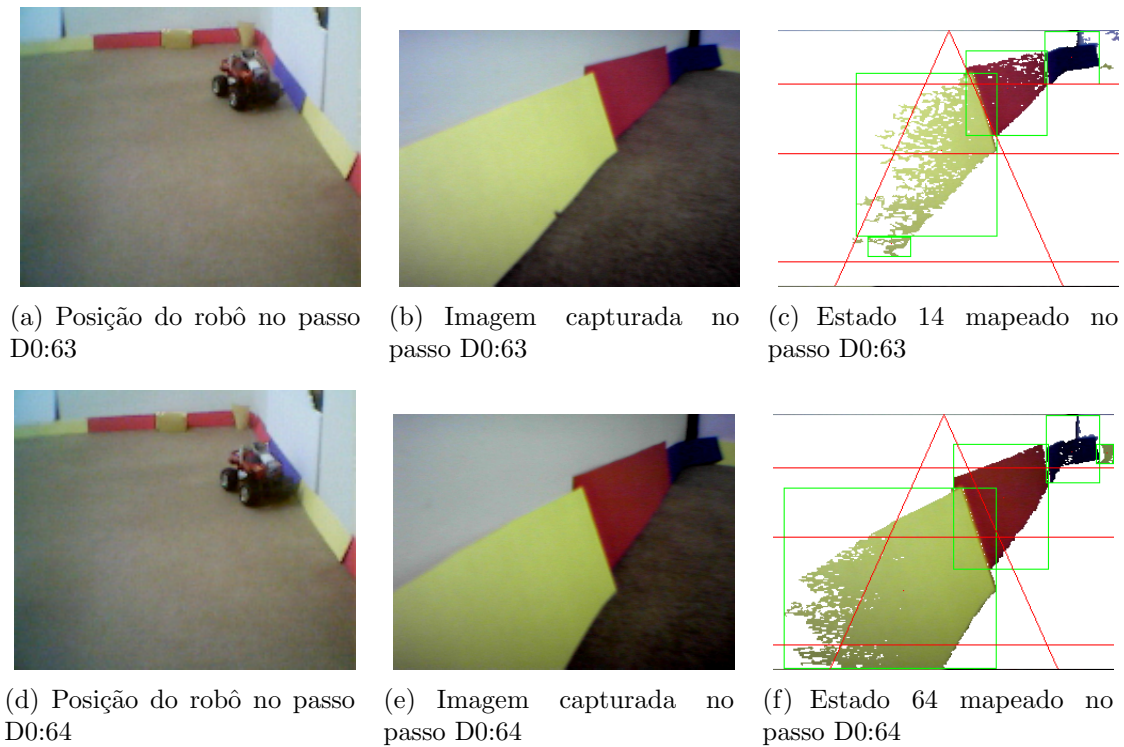 (a) Posição do robô no passo
D0:63
(b) Imagem capturada no
passo D0:63
(c) Estado 14 mapeado no
passo D0:63
(d) Posição do robô no passo
D0:64
(e) Imagem capturada no
passo D0:64
(f) Estado 64 mapeado no
passo D0:64